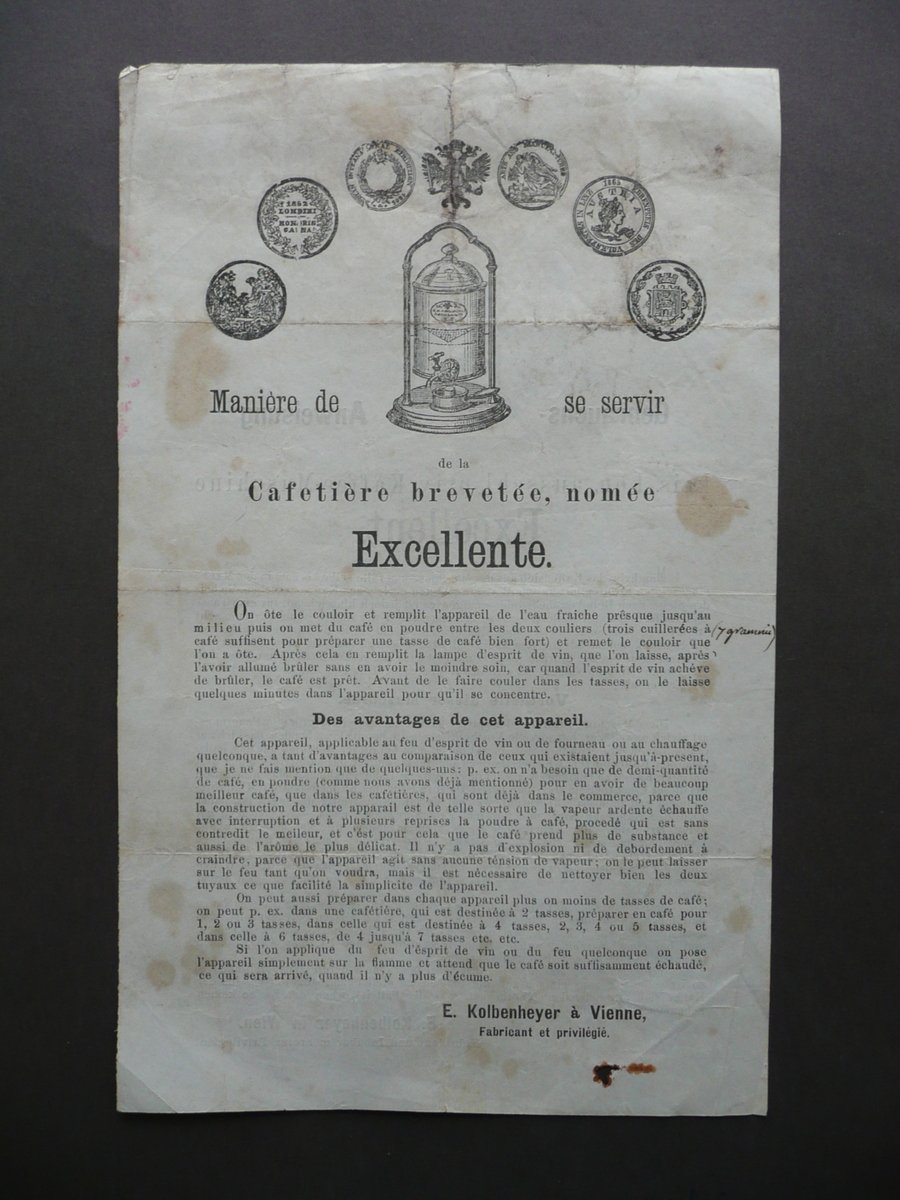 1862
LONDINI
HONORIS
CAUSA
1865
AUSTRIA
Manière de se servir
de la
Cafetière brevetée, nomée
Excellente.
On ôte le couloir et remplit l'appareil de l'eau fraiche prêsque jusqu'au
milieu puis on met du café en poudre entre les deux couliers (trois cuillerées à (7 grammi)
café suffisent pour préparer une tasse de café bien fort) et remet le couloir que
l'on a ôte. Après cela en remplit la lampe d'esprit de vin, que l'on laisse, après
l'avoir allumé brûler sans en avoir le moindre soin, car quand l'esprit de vin achève
de brûler, le café est prêt. Avant de le faire couler dans les tasses, on le laisse
quelques minutes dans l'appareil pour qu'il se concentre.
Des avantages de cet appareil.
Cet appareil, applicable au feu d'esprit de vin ou de fourneau ou au chauffage
quelconque, a tant d'avantages au comparaison de ceux qui existaient jusqu'à-présent,
que je ne fais mention que de quelques-uns: p. ex. on n'a besoin que de demi-quantité
de café, en poudre (comme nous avons déjà mentionné) pour en avoir de beaucoup
meilleur café, que dans les cafétières, qui sont déjà dans le commerce, parce que
la construction de notre apparail est de telle sorte que la vapeur ardente échauffe
avec interruption et à plusieurs reprises la poudre à café, procedé qui est sans
contredit le meileur, et c'ést pour cela que le café prend plus de substance et
aussi de l'arôme le plus délicat. Il n'y a pas d'explosion ni de debordement à
craindre, parce que l'appareil agit sans aucune ténsion de vapeur; on le peut laisser
sur le feu tant qu'on voudra, mais il est nécessaire de nettoyer bien les deux
tuyaux ce que facilité la simplicite de l'appareil.
On peut aussi préparer dans chaque appareil plus on moins de tasses de café;
on peut p. ex. dans une cafétière, qui est destinée à 2 tasses, préparer en café pour
1, 2 ou 3 tasses, dans celle qui est destinée à 4 tasses, 2, 3, 4 ou 5 tasses, et
dans celle à 6 tasses, de 4 jusqu'à 7 tasses etc. etc.
Si l'on applique du feu d'ésprit de vin ou du feu quelconque on pose
l'appareil simplement sur la flamme et attend que le café soit suffisamment échaudé,
ce qui sera arrivé, quand il n'y a plus d'écume.
E. Kolbenheyer à Vienne,
Fabricant et privilégié.